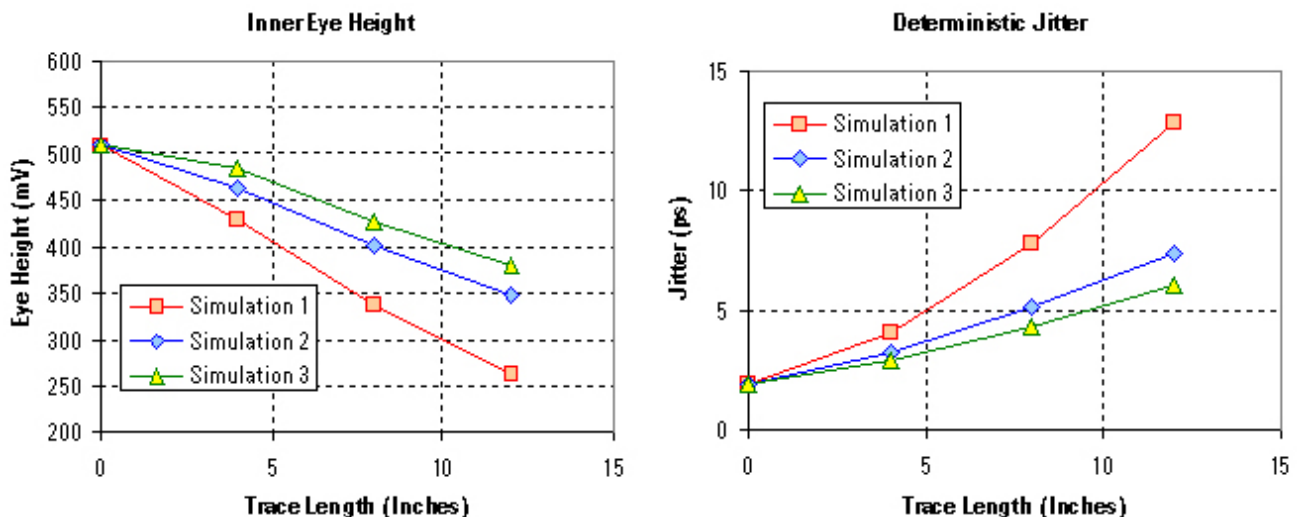 Inner Eye Height
600
550
500
450
400
350
300
250
200
Eye Height (mV)
Simulation 1
Simulation 2
Simulation 3
0 5 10 15
Trace Length (Inches)
Deterministic Jitter
15
10
5
0
Jitter (ps)
Simulation 1
Simulation 2
Simulation 3
0 5 10 15
Trace Length (Inches)